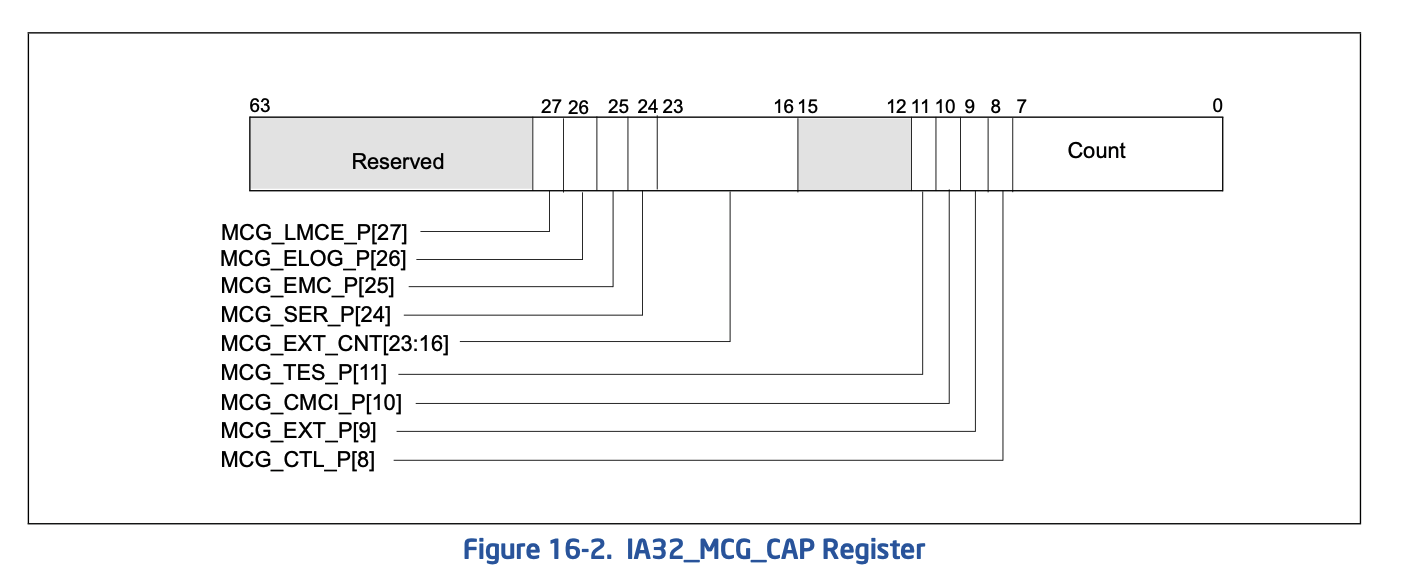 63 27 26 25 24 23 16 15 12 11 10 9 8 7 0
Reserved
Count
MCG_LMCE_P[27]
MCG_ELOG_P[26]
MCG_EMC_P[25]
MCG_SER_P[24]
MCG_EXT_CNT[23:16]
MCG_TES_P[11]
MCG_CMCI_P[10]
MCG_EXT_P[9]
MCG_CTL_P[8]
Figure 16-2. IA32_MCG_CAP Register